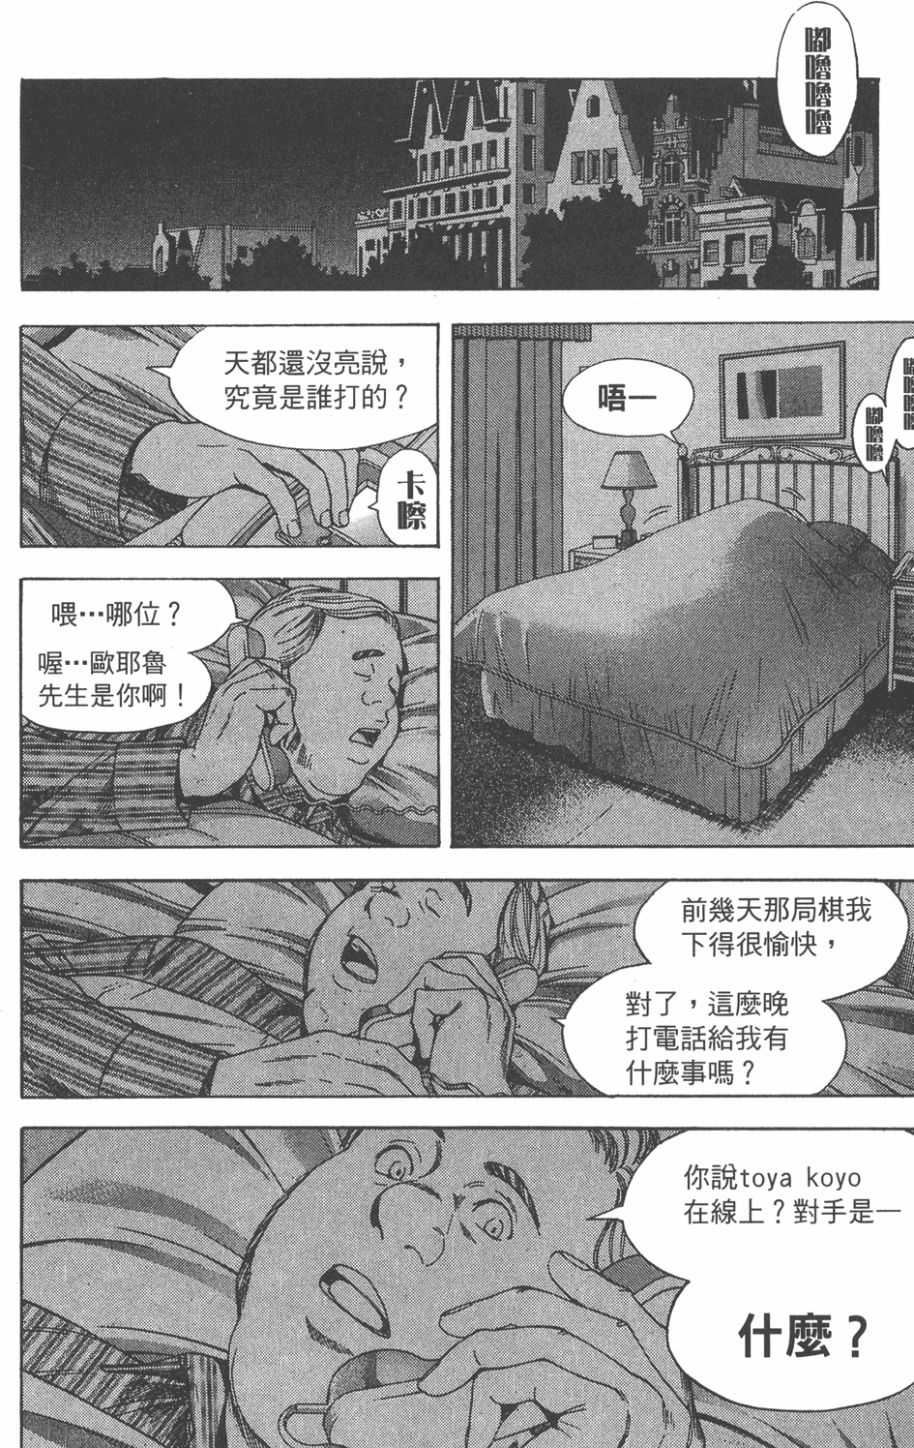 嘟嚕嚕嚕
嘟嚕嚕嚕
嘟嚕嚕
唔—
天都還沒亮說，
究竟是誰打的？
卡嚓
喂…哪位？
喔…歐耶魯
先生是你啊！
前幾天那局棋我
下得很愉快，
對了，這麼晚
打電話給我有
什麼事嗎？
你說toya koyo
在線上？對手是—
什麼？